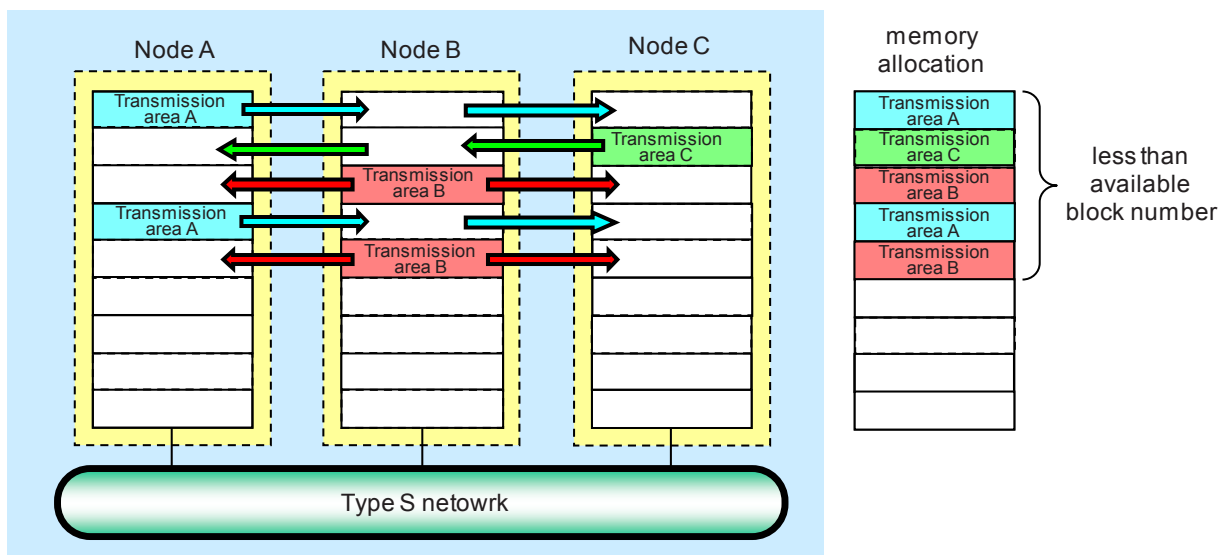 Node A
Node B
Node C
memory
allocation
Transmission
area A
Transmission
area A
Transmission
area C
Transmission
area C
Transmission
area B
Transmission
area B
less than
available
block number
Transmission
area A
Transmission
area A
Transmission
area B
Transmission
area B
Type S netowrk